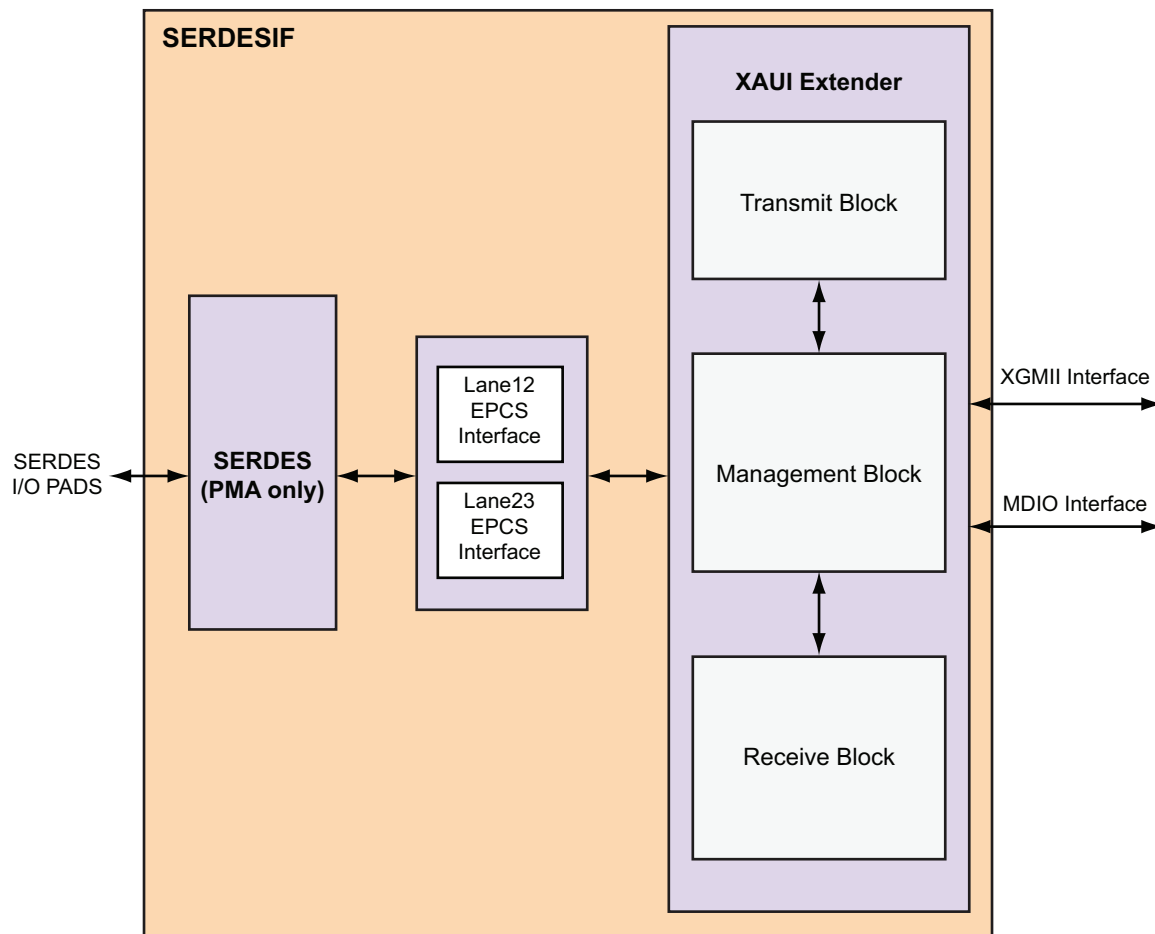 SERDESIF
XAUI Extender
Transmit Block
Management Block
Receive Block
Lane12
EPCS
Interface
Lane23
EPCS
Interface
SERDES
(PMA only)
SERDES
I/O PADS
XGMII Interface
MDIO Interface